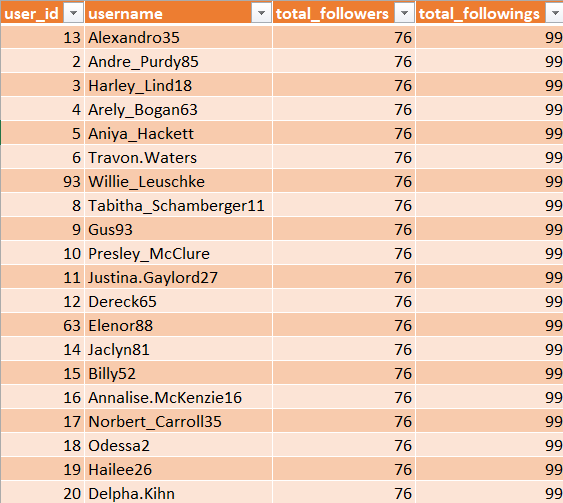 user_id username total_followers total_followings
13 Alexandro35 76 99
2 Andre_Purdy85 76 99
3 Harley_Lind18 76 99
4 Arely_Bogan63 76 99
5 Aniya_Hackett 76 99
6 Travon.Waters 76 99
93 Willie_Leuschke 76 99
8 Tabitha_Schamberger11 76 99
9 Gus93 76 99
10 Presley_McClure 76 99
11 Justina.Gaylord27 76 99
12 Dereck65 76 99
63 Elenor88 76 99
14 Jaclyn81 76 99
15 Billy52 76 99
16 Annalise.McKenzie16 76 99
17 Norbert_Carroll35 76 99
18 Odessa2 76 99
19 Hailee26 76 99
20 Delpha.Kihn 76 99